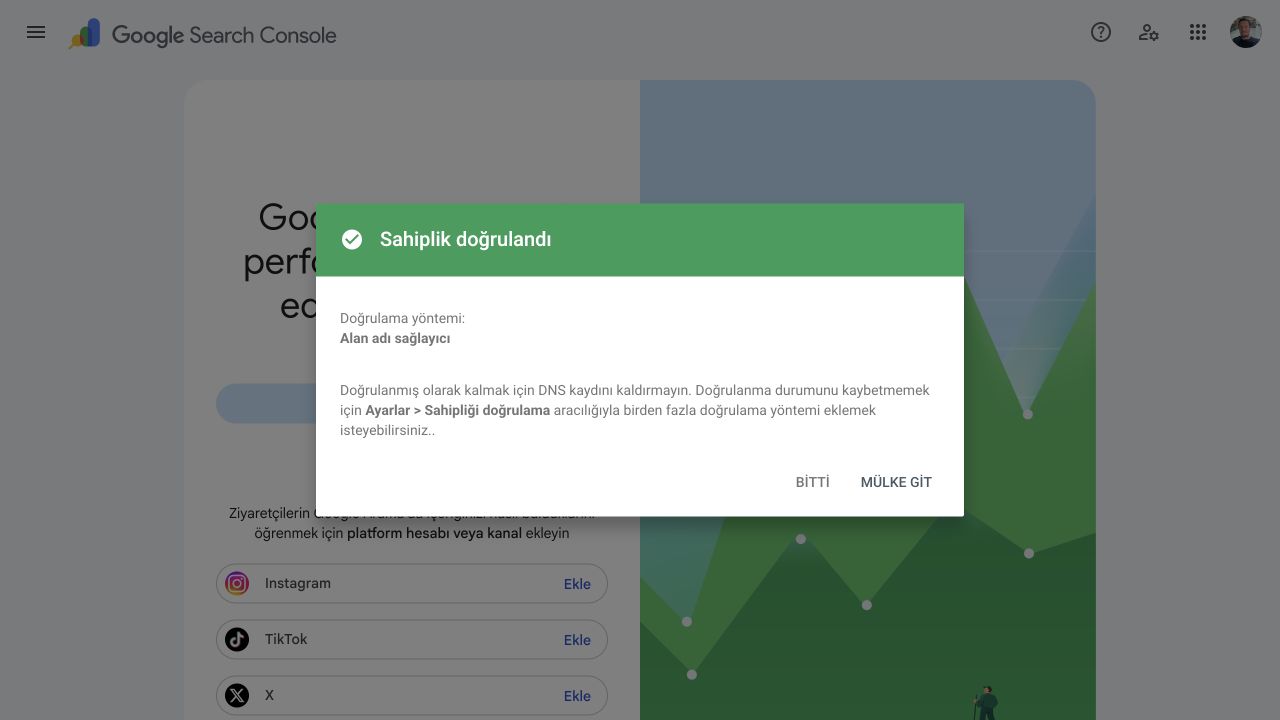 Google Search Console
Sahiplik doğrulandı
Doğrulama yöntemi:
Alan adı sağlayıcı
Doğrulanmış olarak kalmak için DNS kaydını kaldırmayın. Doğrulanma durumunu kaybetmemek
için Ayarlar > Sahipliği doğrulama aracılığıyla birden fazla doğrulama yöntemi eklemek
isteyebilirsiniz..
BİTTİ
MÜLKE GİT
Ziyaretçilerin
öğrenmek için platform hesabı veya kanal ekleyin
Instagram
Ekle
TikTok
Ekle
X
Ekle